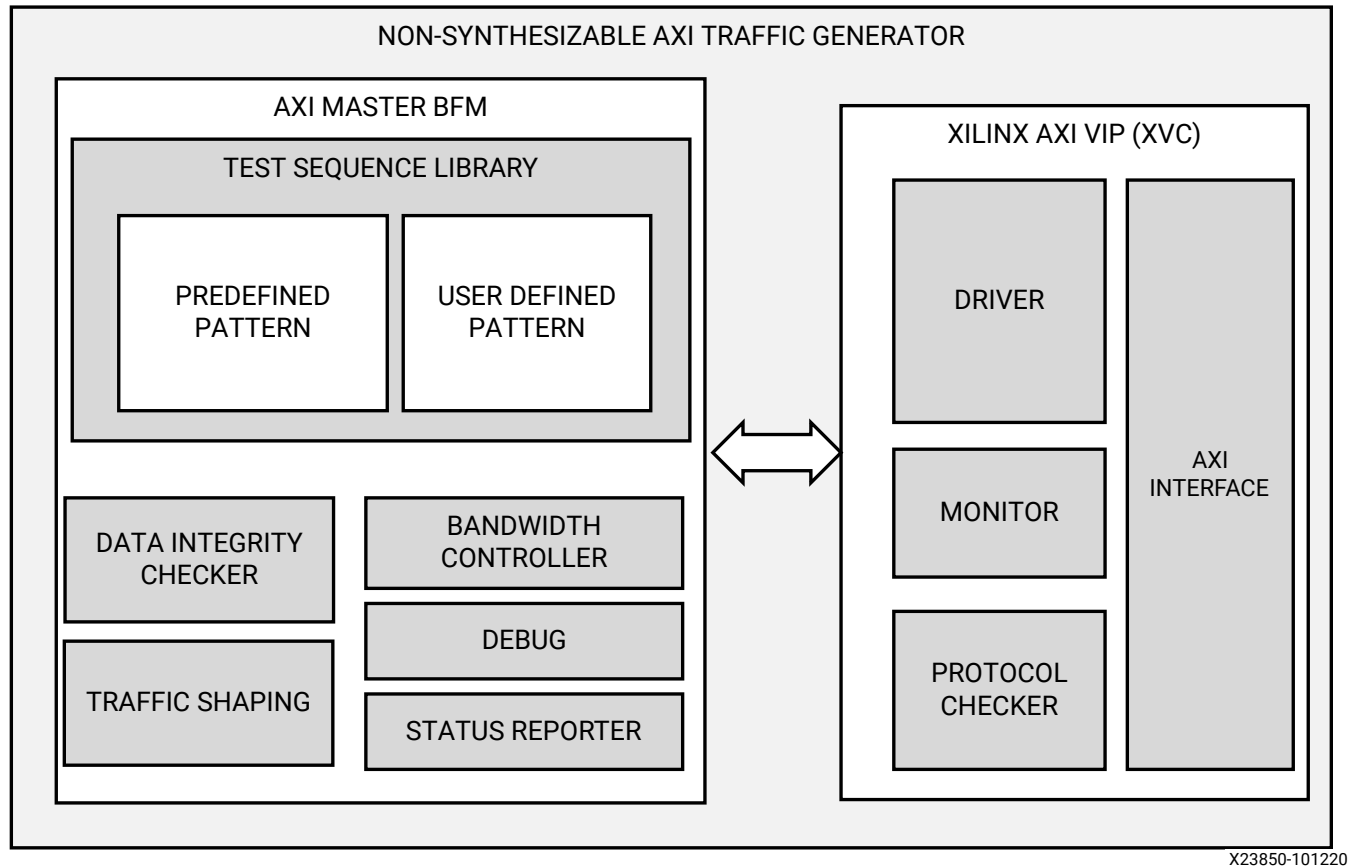 NON-SYNTHESIZABLE AXI TRAFFIC GENERATOR
AXI MASTER BFM
TEST SEQUENCE LIBRARY
PREDEFINED
PATTERN
USER DEFINED
PATTERN
DATA INTEGRITY
CHECKER
TRAFFIC SHAPING
BANDWIDTH
CONTROLLER
DEBUG
STATUS REPORTER
XILINX AXI VIP (XVC)
DRIVER
MONITOR
PROTOCOL
CHECKER
AXI
INTERFACE
X23850-101220